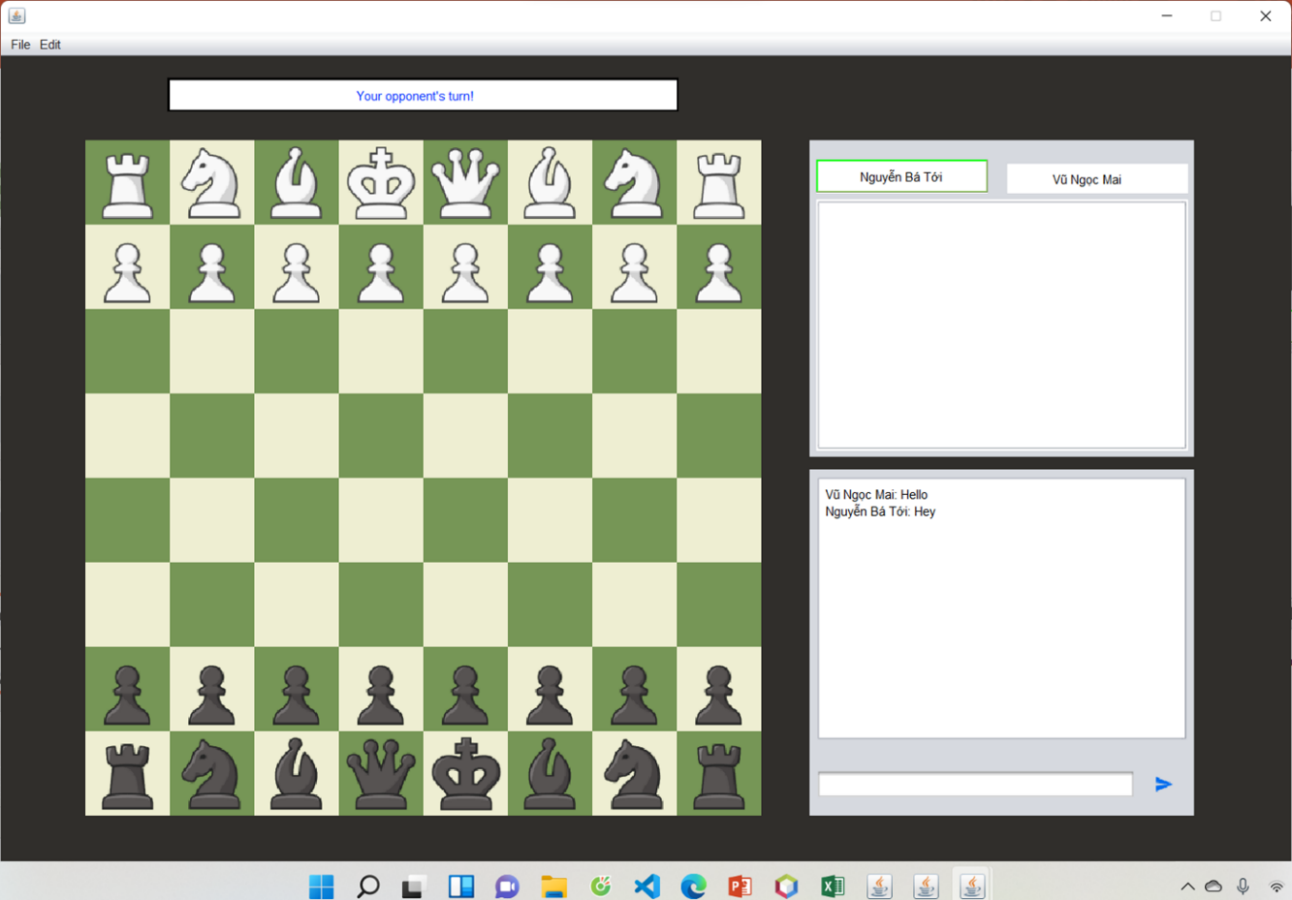 File Edit
Your opponent's turn!
Nguyễn Bá Tới
Vũ Ngọc Mai
Vũ Ngọc Mai: Hello
Nguyễn Bá Tới: Hey